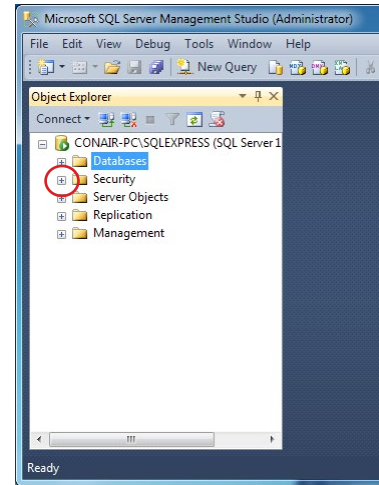 Microsoft SQL Server Management Studio (Administrator)
File Edit View Debug Tools Window Help
New Query
Object Explorer
Connect
CONAIR-PC\SQLEXPRESS (SQL Server 1
Databases
Security
Server Objects
Replication
Management
Ready